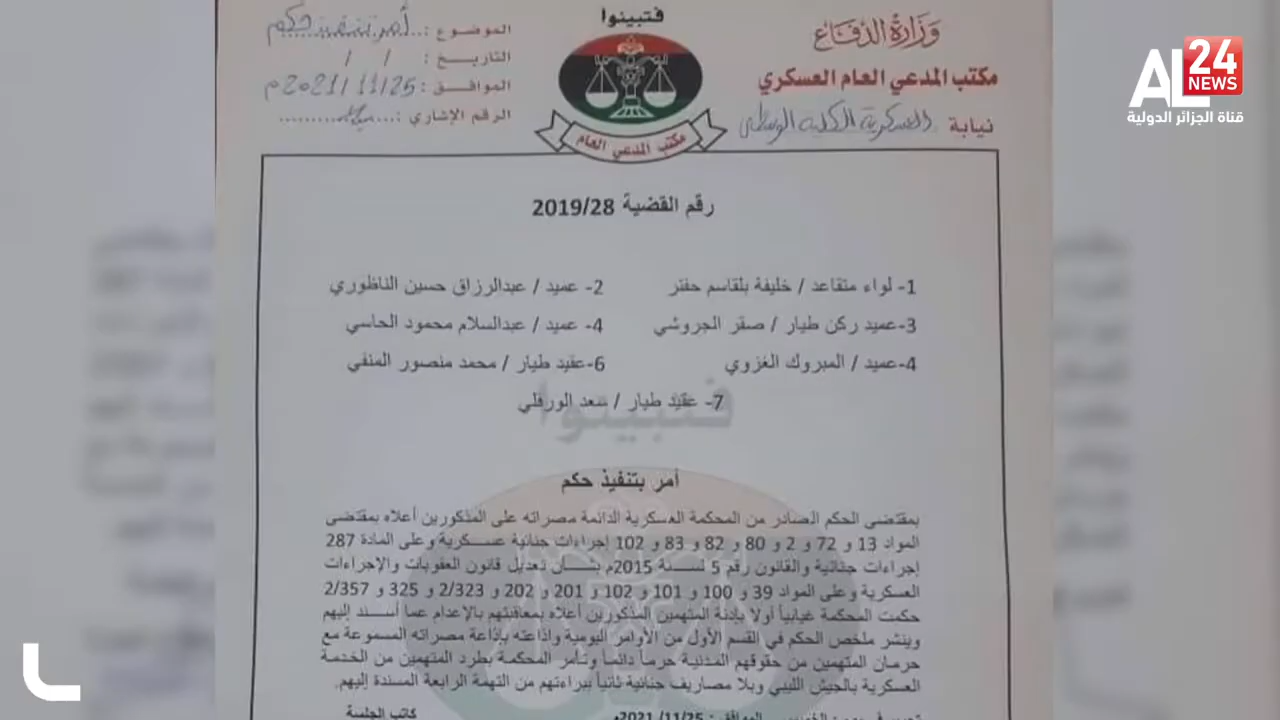 AL 24 NEWS
قناة الجزائر الدولية
وزارة الدفاع
مكتب المدعي العام العسكري
نيابة العسكرية الكلية الوسطى
فتبينوا
مكتب المدعي العام
الموضوع : أمر بتنفيذ حكم
التاريخ : / /
الموافق : 2021/11/25 م
الرقم الإشاري :
رقم القضية 2019/28
1- لواء متقاعد / خليفة بلقاسم حفتر 2- عميد / عبدالرزاق حسين الناظوري
3-عميد ركن طيار / صقر الجروشي 4- عميد / عبدالسلام محمود الحاسي
4-عميد / المبروك الغزوي 6-عقيد طيار / محمد منصور المنفي
7- عقيد طيار / سعد الورفلي
فتبينوا
أمر بتنفيذ حكم
بمقتضى الحكم الصادر من المحكمة العسكرية الدائمة مصراته على المذكورين أعلاه بمقتضى
المواد 13 و 72 و 2 و 80 و 82 و 83 و 102 إجراءات جنائية عسكرية وعلى المادة 287
إجراءات جنائية والقانون رقم 5 لسنة 2015م بشأن تعديل قانون العقوبات والإجراءات
العسكرية وعلى المواد 39 و 100 و 101 و 102 و 201 و 202 و 2/323 و 325 و 2/357
حكمت المحكمة غيابياً أولا بإدنة المتهمين المذكورين أعلاه بمعاقبتهم بالإعدام عما أسند إليهم
وينشر ملخص الحكم في القسم الأول من الأوامر اليومية وإذاعته بإذاعة مصراته المسموعة مع
حرمان المتهمين من حقوقهم المدنية حرماً دائماً وتأمر المحكمة بطرد المتهمين من الخدمة
العسكرية بالجيش الليبي وبلا مصاريف جنائية ثانياً ببراءتهم من التهمة الرابعة المسندة إليهم.
الموافق : 2021/11/25م كاتب الجلسة